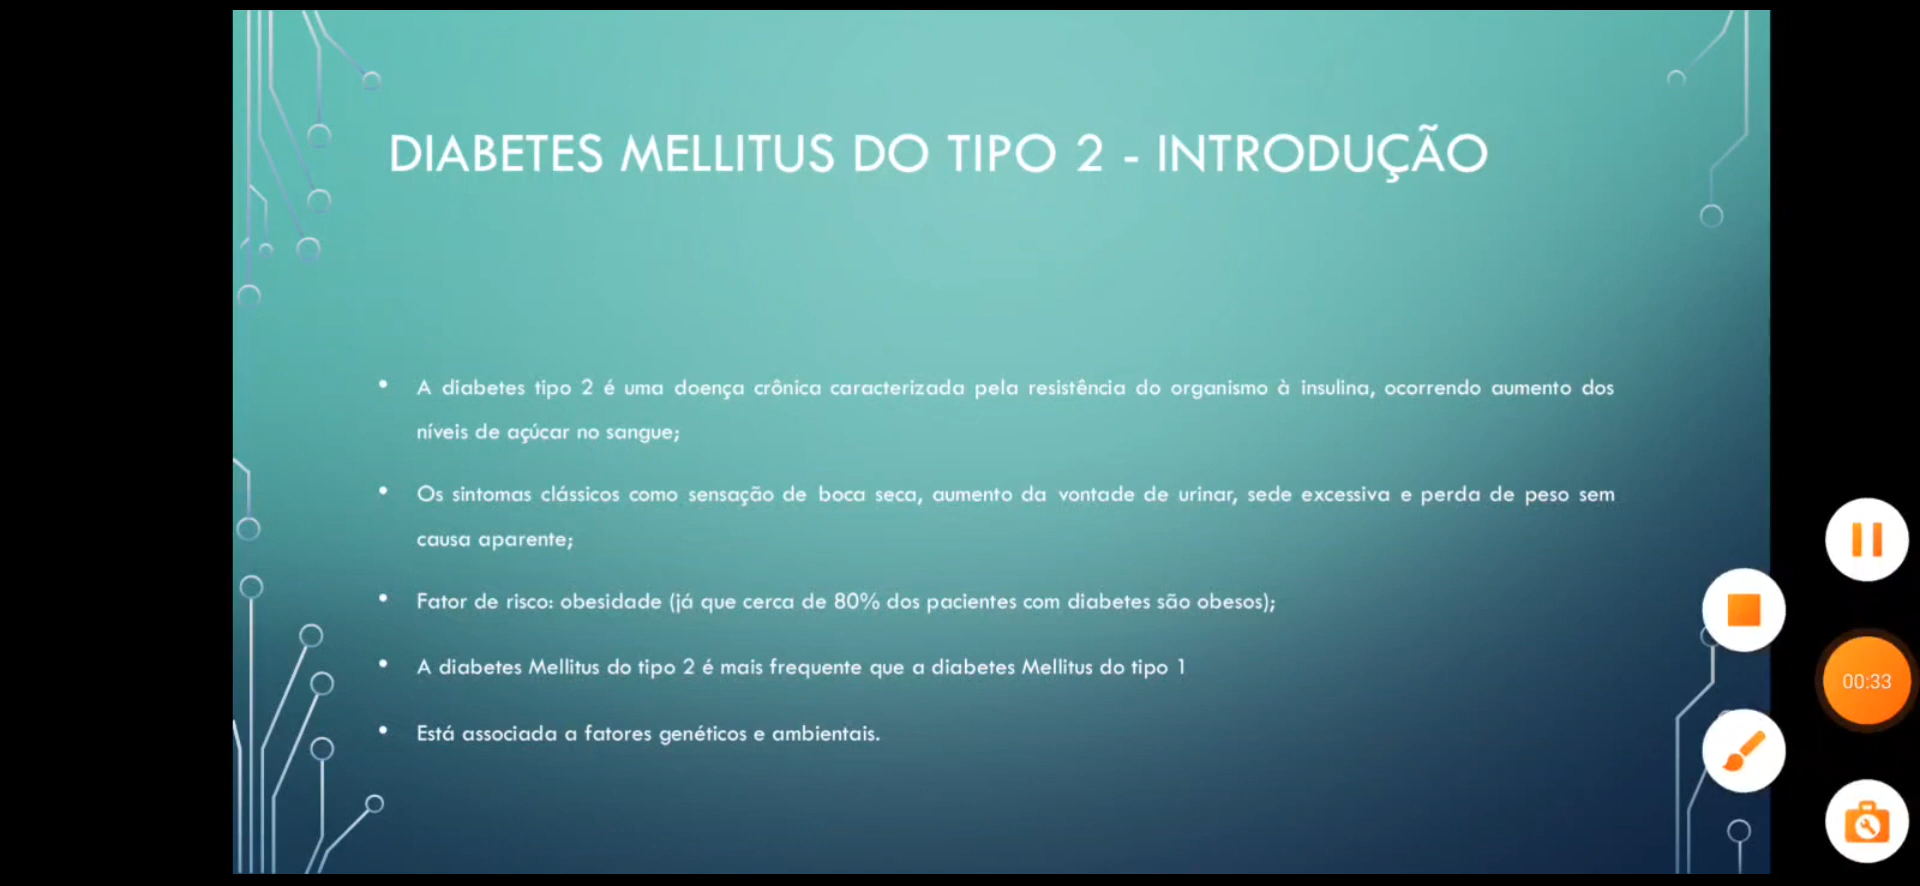 DIABETES MELLITUS DO TIPO 2 - INTRODUÇÃO
• A diabetes tipo 2 é uma doença crônica caracterizada pela resistência do organismo à insulina, ocorrendo aumento dos
níveis de açúcar no sangue;
• Os sintomas clássicos como sensação de boca seca, aumento da vontade de urinar, sede excessiva e perda de peso sem
causa aparente;
• Fator de risco: obesidade (já que cerca de 80% dos pacientes com diabetes são obesos);
• A diabetes Mellitus do tipo 2 é mais frequente que a diabetes Mellitus do tipo 1
• Está associada a fatores genéticos e ambientais.
00:33